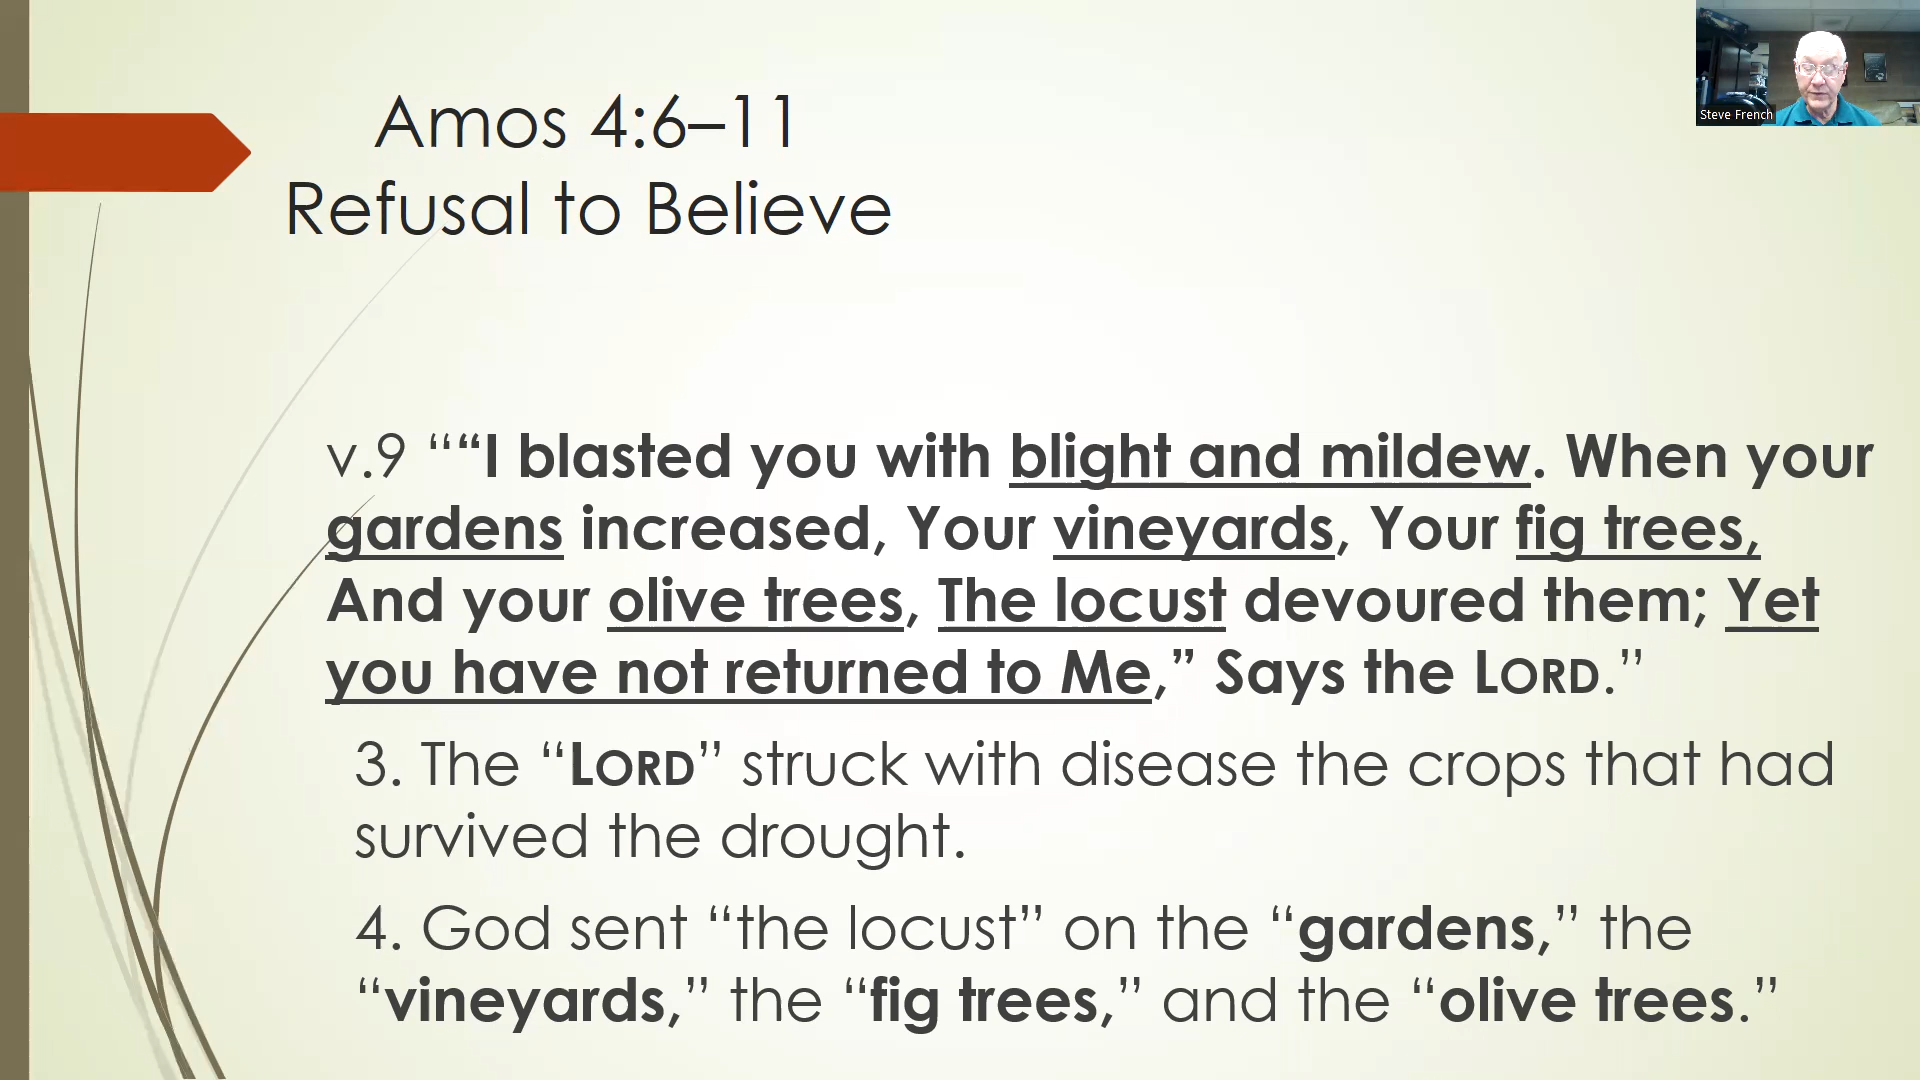 Amos 4:6–11
Refusal to Believe
Steve French
v.9 ““I blasted you with blight and mildew. When your
gardens increased, Your vineyards, Your fig trees,
And your olive trees, The locust devoured them; Yet
you have not returned to Me,” Says the LORD.”
3. The “LORD” struck with disease the crops that had
survived the drought.
4. God sent “the locust” on the “gardens,” the
“vineyards,” the “fig trees,” and the “olive trees.”